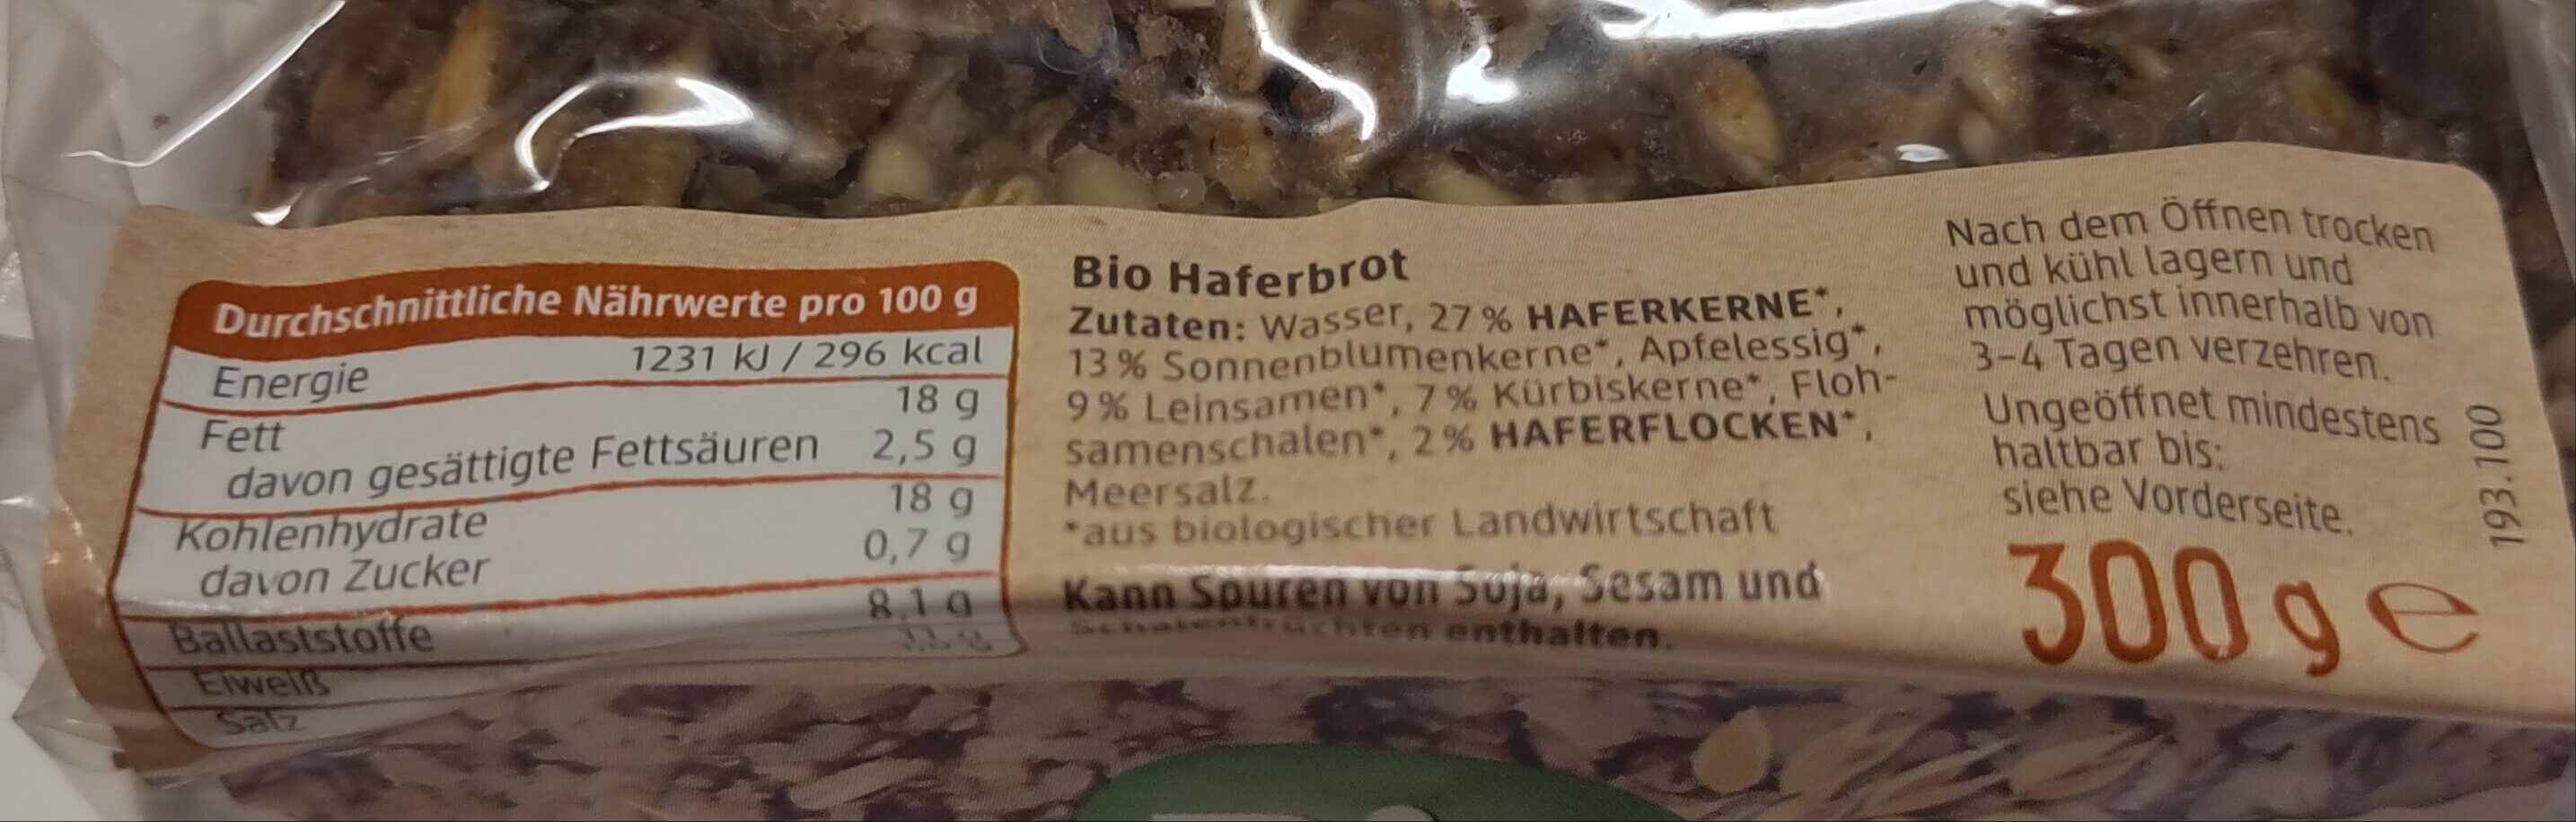 Durchschnittliche Nährwerte pro 100 g
Energie 1231 kJ / 296 kcal
Fett 18 g
davon gesättigte Fettsäuren 2,5 g
Kohlenhydrate 18 g
davon Zucker 0,7 g
Ballaststoffe 8,1 g
Eiweiß
Salz
Bio Haferbrot
Zutaten: Wasser, 27 % HAFERKERNE*,
13 % Sonnenblumenkerne*, Apfelessig*,
9 % Leinsamen*, 7 % Kürbiskerne*, Floh-
samenschalen*, 2 % HAFERFLOCKEN*,
Meersalz.
*aus biologischer Landwirtschaft
Kann Spuren von Soja, Sesam und
Schalenfrüchten enthalten.
Nach dem Öffnen trocken
und kühl lagern und
möglichst innerhalb von
3–4 Tagen verzehren.
Ungeöffnet mindestens
haltbar bis:
siehe Vorderseite.
300 g e
193.100